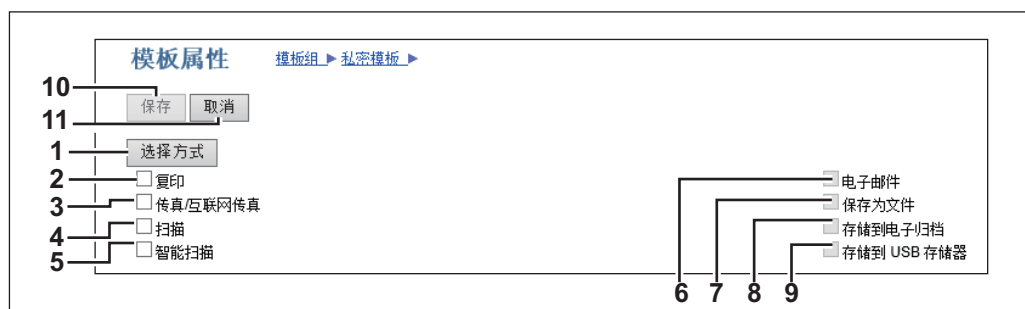 模板属性 模板组 ▶ 私密模板 ▶
10
保存 取消
11
1 选择方式
2 复印 6 电子邮件
3 传真/互联网传真 7 保存为文件
4 扫描 8 存储到电子归档
5 智能扫描 9 存储到 USB 存储器